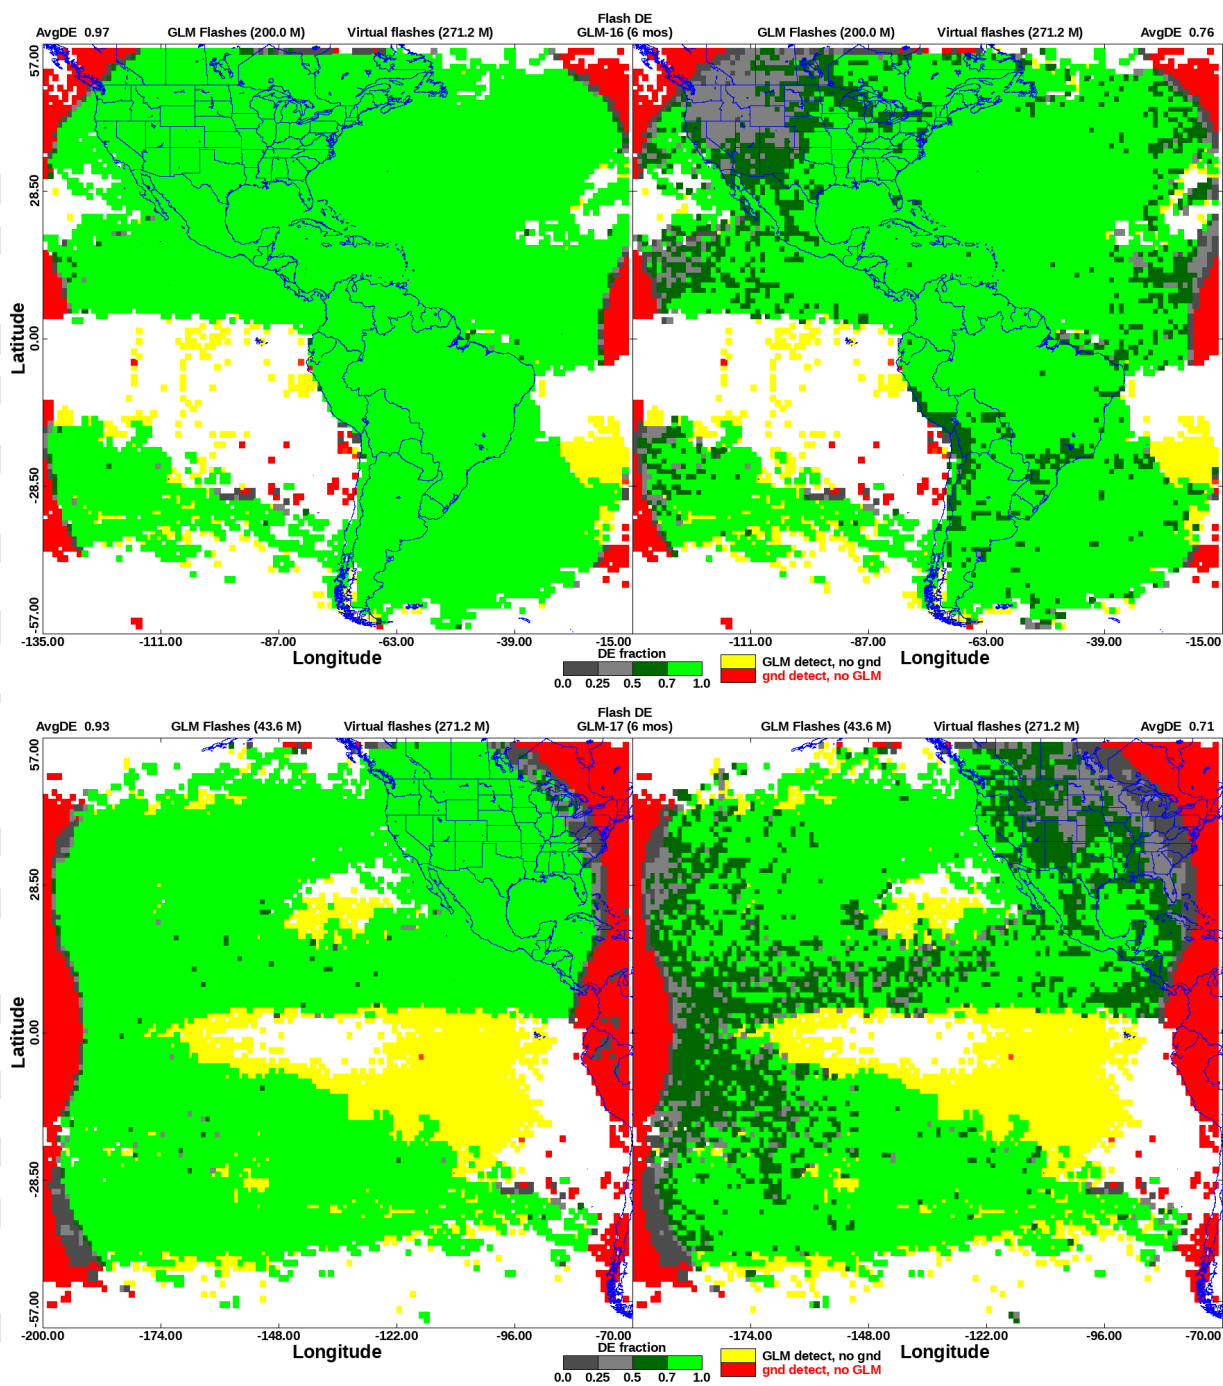 Flash DE
AvgDE 0.97 GLM Flashes (200.0 M) Virtual flashes (271.2 M) GLM-16 (6 mos) GLM Flashes (200.0 M) Virtual flashes (271.2 M) AvgDE 0.76
57.00
28.50
0.00
-28.50
-57.00
Latitude
-135.00 -111.00 -87.00 -63.00 -39.00 -15.00 -111.00 -87.00 -63.00 -39.00 -15.00
Longitude DE fraction Longitude
GLM detect, no gnd
gnd detect, no GLM
0.0 0.25 0.5 0.7 1.0
Flash DE
AvgDE 0.93 GLM Flashes (43.6 M) Virtual flashes (271.2 M) GLM-17 (6 mos) GLM Flashes (43.6 M) Virtual flashes (271.2 M) AvgDE 0.71
57.00
28.50
0.00
-28.50
-57.00
Latitude
-200.00 -174.00 -148.00 -122.00 -96.00 -70.00 -174.00 -148.00 -122.00 -96.00 -70.00
Longitude DE fraction Longitude
GLM detect, no gnd
gnd detect, no GLM
0.0 0.25 0.5 0.7 1.0